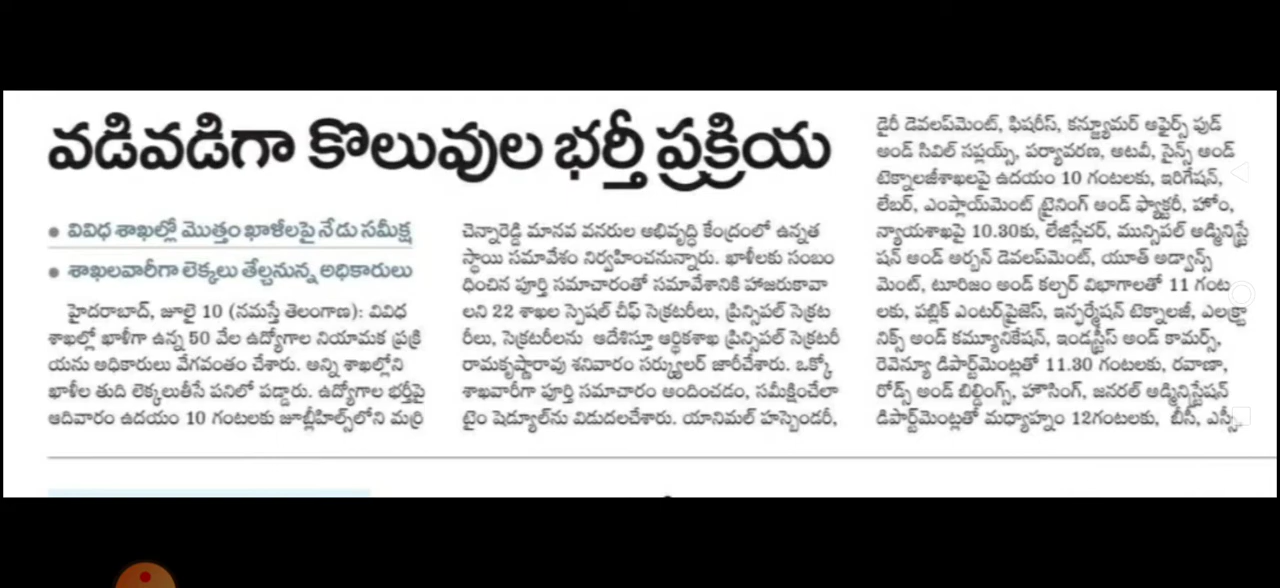 వడివడిగా కొలువుల భర్తీ ప్రక్రియ
• వివిధ శాఖల్లో మొత్తం ఖాళీలపై నేడు సమీక్ష
• శాఖలవారీగా లెక్కలు తేల్చనున్న అధికారులు
హైదరాబాద్, జూలై 10 (నమస్తే తెలంగాణ): వివిధ
శాఖల్లో ఖాళీగా ఉన్న 50 వేల ఉద్యోగాల నియామక ప్రక్రి
యను అధికారులు వేగవంతం చేశారు. అన్ని శాఖల్లోని
ఖాళీల తుది లెక్కలుతీసే పనిలో పడ్డారు. ఉద్యోగాల భర్తీపై
ఆదివారం ఉదయం 10 గంటలకు జూబ్లీహిల్స్‌లోని మర్రి
చెన్నారెడ్డి మానవ వనరుల అభివృద్ధి కేంద్రంలో ఉన్నత
స్థాయి సమావేశం నిర్వహించనున్నారు. ఖాళీలకు సంబం
ధించిన పూర్తి సమాచారంతో సమావేశానికి హాజరుకావా
లని 22 శాఖల స్పెషల్ చీఫ్ సెక్రటరీలు, ప్రిన్సిపల్ సెక్రట
రీలు, సెక్రటరీలను ఆదేశిస్తూ ఆర్థికశాఖ ప్రిన్సిపల్ సెక్రటరీ
రామకృష్ణారావు శనివారం సర్క్యులర్ జారీచేశారు. ఒక్కో
శాఖవారీగా పూర్తి సమాచారం అందించడం, సమీక్షించేలా
టైం షెడ్యూల్‌ను విడుదలచేశారు. యానిమల్ హస్బెండరీ,
డైరీ డెవలప్‌మెంట్, ఫిషరీస్, కన్జ్యూమర్ అఫైర్స్ ఫుడ్
అండ్ సివిల్ సప్లయ్స్, పర్యావరణ, అటవీ, సైన్స్ అండ్
టెక్నాలజీశాఖలపై ఉదయం 10 గంటలకు, ఇరిగేషన్,
లేబర్, ఎంప్లాయ్‌మెంట్ ట్రైనింగ్ అండ్ ఫ్యాక్టరీ, హోం,
న్యాయశాఖపై 10.30కు, లేజిస్లేచర్, మున్సిపల్ అడ్మినిస్ట్రే
షన్ అండ్ అర్బన్ డెవలప్‌మెంట్, యూత్ అడ్వాన్స్
మెంట్, టూరిజం అండ్ కల్చర్ విభాగాలతో 11 గంట
లకు, పబ్లిక్ ఎంటర్‌ప్రైజెస్, ఇన్ఫర్మేషన్ టెక్నాలజీ, ఎలక్ట్రా
నిక్స్ అండ్ కమ్యూనికేషన్, ఇండస్ట్రీస్ అండ్ కామర్స్,
రెవెన్యూ డిపార్ట్‌మెంట్లతో 11.30 గంటలకు, రవాణా,
రోడ్స్ అండ్ బిల్డింగ్స్, హౌసింగ్, జనరల్ అడ్మినిస్ట్రేషన్
డిపార్ట్‌మెంట్లతో మధ్యాహ్నం 12గంటలకు, బీసీ, ఎస్సీ,